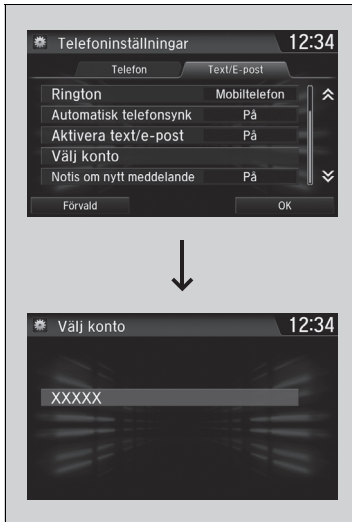 Telefoninställningar 12:34
Telefon Text/E-post
Rington Mobiltelefon
Automatisk telefonsynk På
Aktivera text/e-post På
Välj konto
Notis om nytt meddelande På
Förvald OK
Välj konto 12:34
XXXXX